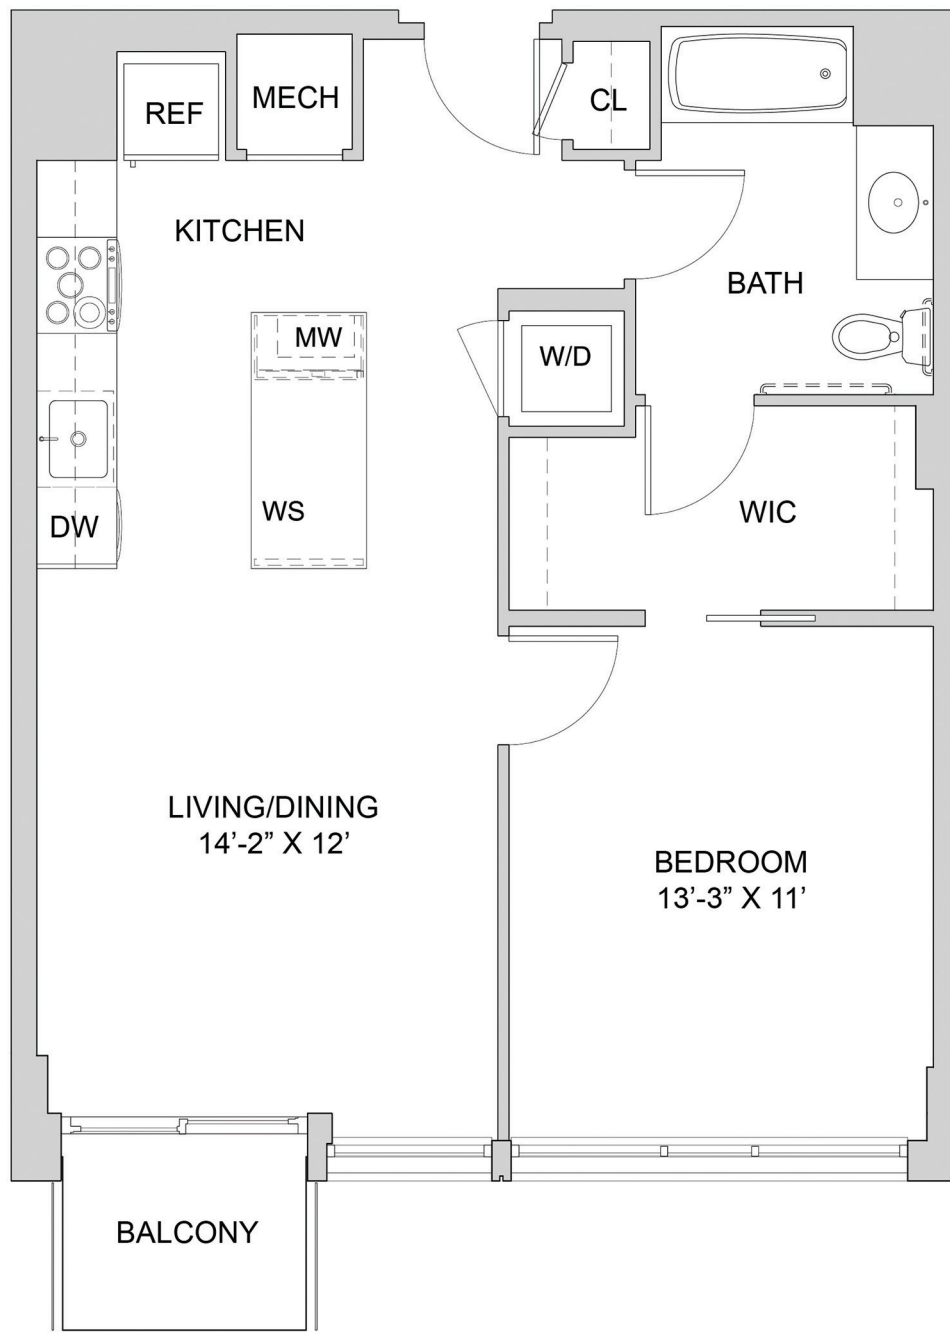 REF
MECH
CL
KITCHEN
BATH
MW
W/D
WS
DW
WIC
LIVING/DINING
14’-2” X 12’
BEDROOM
13’-3” X 11’
BALCONY